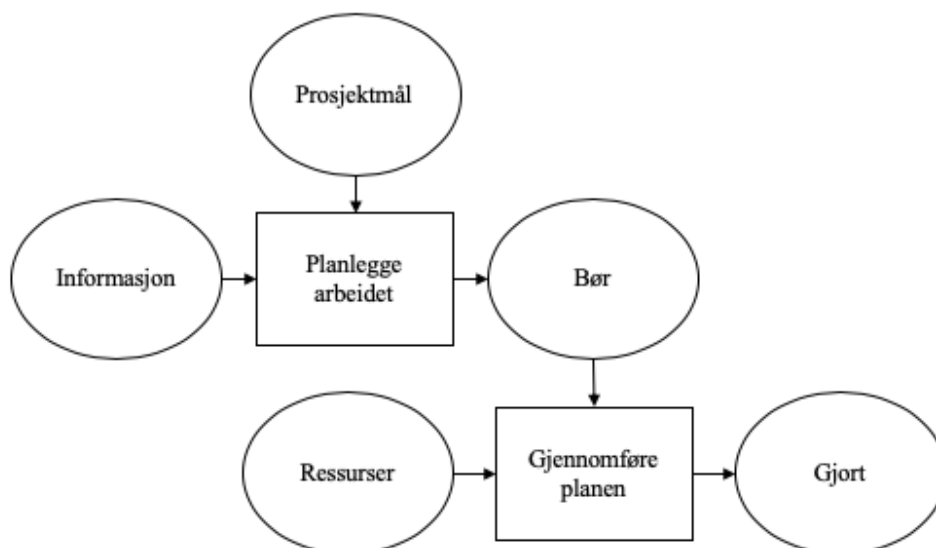 Prosjektmål
Informasjon
Planlegge
arbeidet
Bør
Ressurser
Gjennomføre
planen
Gjort